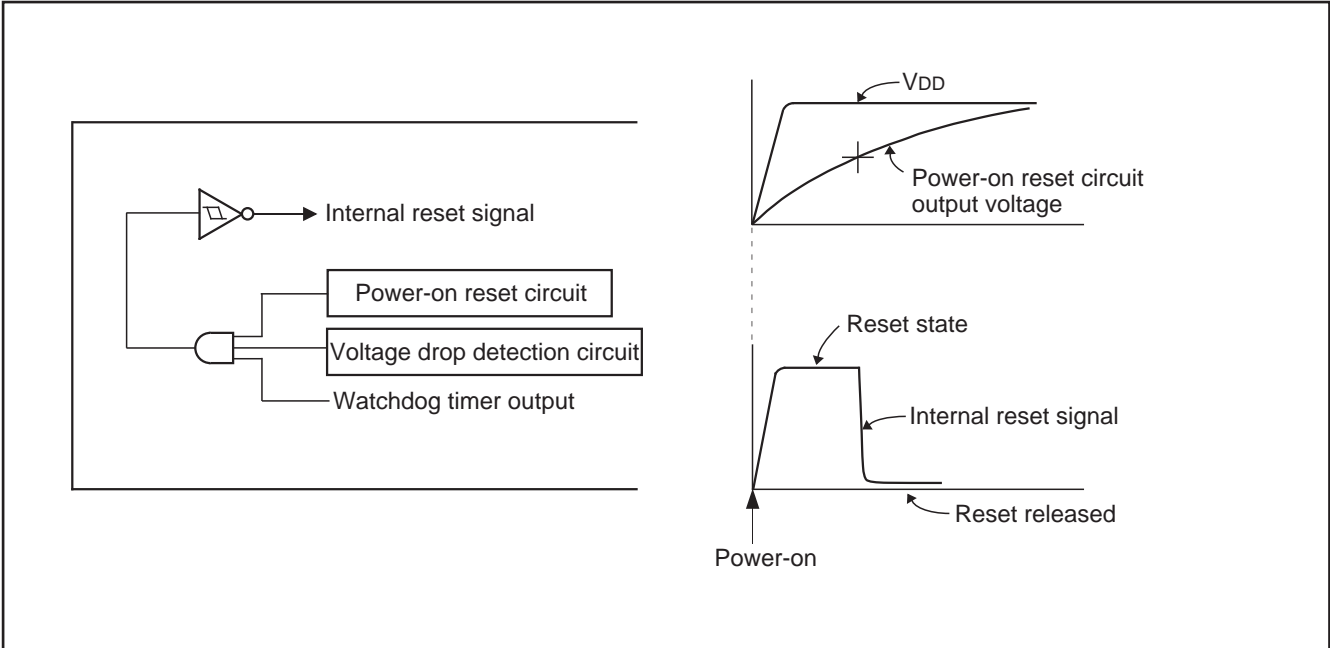 Internal reset signal
Power-on reset circuit
Voltage drop detection circuit
Watchdog timer output
VDD
Power-on reset circuit
output voltage
Reset state
Internal reset signal
Reset released
Power-on